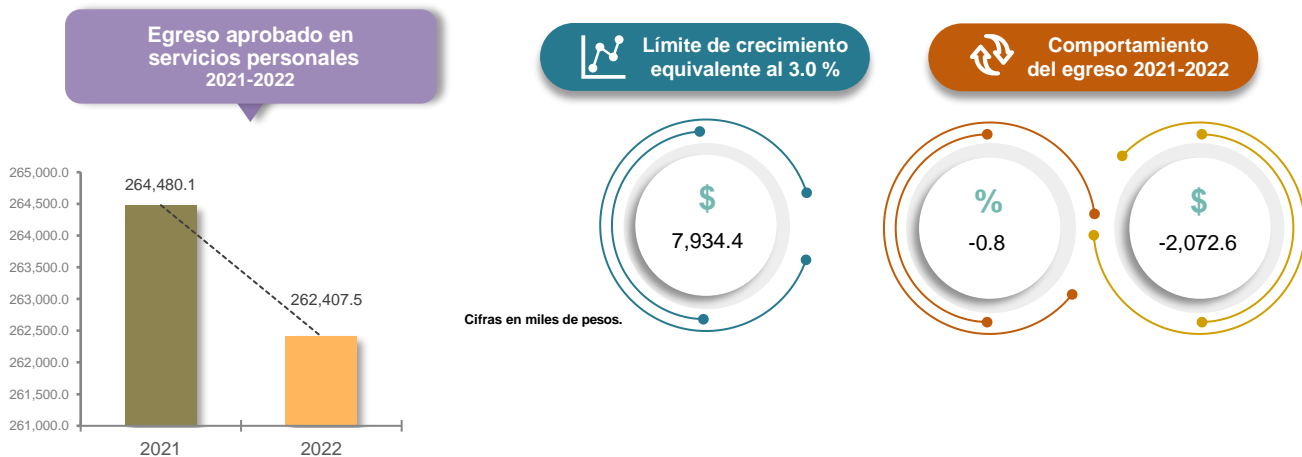 Egreso aprobado en
servicios personales
2021-2022
265,000.0
264,500.0
264,000.0
263,500.0
263,000.0
262,500.0
262,000.0
261,500.0
261,000.0
264,480.1
262,407.5
2021
2022
Límite de crecimiento
equivalente al 3.0 %
$
7,934.4
Cifras en miles de pesos.
Comportamiento
del egreso 2021-2022
%
-0.8
$
-2,072.6